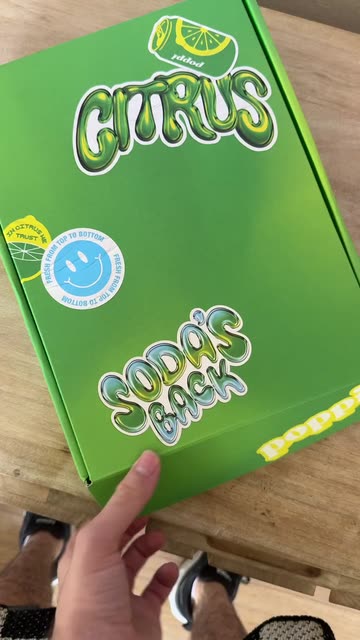 poppi
CITRUS
IN CITRUS WE
TRUST
FRESH FROM TOP TO BOTTOM
FRESH FROM TOP TO BOTTOM
SODA'S
BACK
POPPI